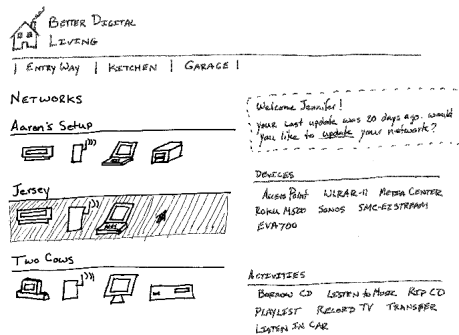 BETTER DIGITAL
LIVING
| ENTRY WAY | KITCHEN | GARAGE |
NETWORKS
Aaron's Setup
Jersey
Two Cows
Welcome Jennifer!
your last update was 20 days ago. would
you like to update your network?
DEVICES
Access Point WiRAR-11 MEDIA CENTER
ROKU M500 SONOS SMC-EZSTREAM
EVA700
ACTIVITIES
BORROW CD LISTEN to MUSIC RIP CD
PLAYLIST RECORD TV TRANSFER
LISTEN IN CAR